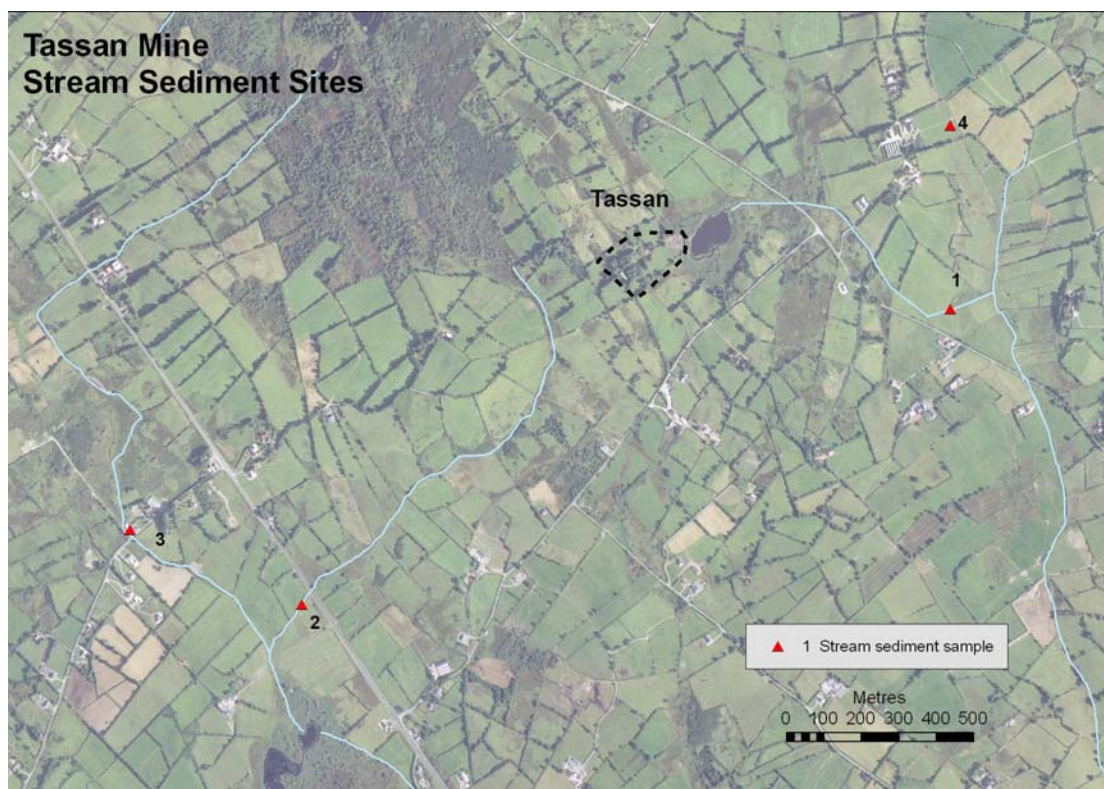 Tassan Mine
Stream Sediment Sites
4
Tassan
1
3
2
1 Stream sediment sample
Metres
0 100 200 300 400 500